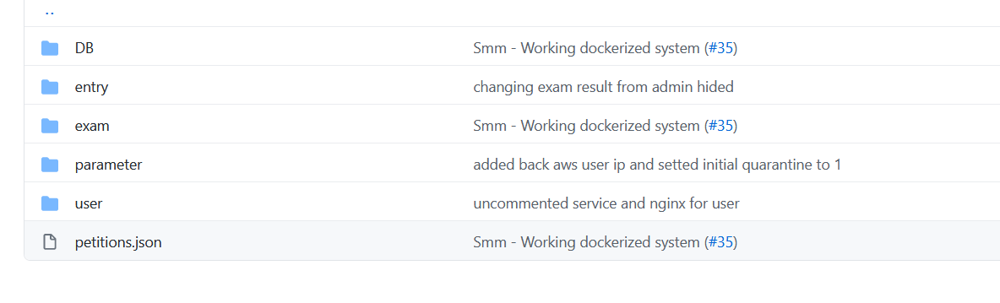 ..
DB Smm - Working dockerized system (#35)
entry changing exam result from admin hided
exam Smm - Working dockerized system (#35)
parameter added back aws user ip and setted initial quarantine to 1
user uncommented service and nginx for user
petitions.json Smm - Working dockerized system (#35)